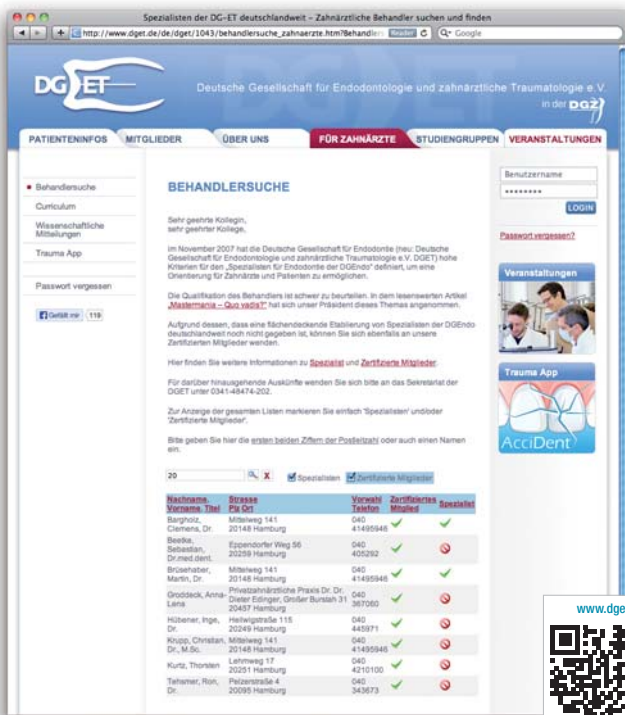 Spezialisten der DG-ET deutschlandweit – Zahnärztliche Behandler suchen und finden
http://www.dget.de/de/dget/1043/behandlersuche_zahnaerzte.htm?Behandlers
Reader
Google
DG ET
Deutsche Gesellschaft für Endodontologie und zahnärztliche Traumatologie e.V.
in der DGZ
PATIENTENINFOS MITGLIEDER ÜBER UNS FÜR ZAHNÄRZTE STUDIENGRUPPEN VERANSTALTUNGEN
Behandlersuche
Curriculum
Wissenschaftliche
Mitteilungen
Trauma App
Passwort vergessen
Gefällt mir 119
BEHANDLERSUCHE
Sehr geehrte Kollegin,
sehr geehrter Kollege,
im November 2007 hat die Deutsche Gesellschaft für Endodontie (neu: Deutsche
Gesellschaft für Endodontologie und zahnärztliche Traumatologie e.V. DGET) hohe
Kriterien für den „Spezialisten für Endodontie der DGEndo" definiert, um eine
Orientierung für Zahnärzte und Patienten zu ermöglichen.
Die Qualifikation des Behandlers ist schwer zu beurteilen. In dem lesenswerten Artikel
„Mastermania – Quo vadis?" hat sich unser Präsident dieses Themas angenommen.
Aufgrund dessen, dass eine flächendeckende Etablierung von Spezialisten der DGEndo
deutschlandweit noch nicht gegeben ist, können Sie sich ebenfalls an unsere
Zertifizierten Mitglieder wenden.
Hier finden Sie weitere Informationen zu Spezialist und Zertifizierte Mitglieder.
Für darüber hinausgehende Auskünfte wenden Sie sich bitte an das Sekretariat der
DGET unter 0341-48474-202.
Zur Anzeige der gesamten Listen markieren Sie einfach 'Spezialisten' und/oder
'Zertifizierte Mitglieder'.
Bitte geben Sie hier die ersten beiden Ziffern der Postleitzahl oder auch einen Namen
ein.
20 X Spezialisten Zertifizierte Mitglieder
Nachname, Strasse Vorwahl Zertifiziertes Spezialist
Vorname, Titel Plz Ort Telefon Mitglied
Bargholz, Mittelweg 141 040
Clemens, Dr. 20148 Hamburg 41495946
Beetke, Eppendorfer Weg 56 040
Sebastian, 20259 Hamburg 405292
Dr.med.dent.
Brüsehaber, Mittelweg 141 040
Martin, Dr. 20148 Hamburg 41495946
Groddeck, Anna- Privatzahnärztliche Praxis Dr. Dr. 040
Lena Dieter Edinger, Großer Burstah 31 367060
20457 Hamburg
Hübener, Inge, Hellwigstraße 115 040
Dr. 20249 Hamburg 445971
Krupp, Christian, Mittelweg 141 040
Dr., M.Sc. 20148 Hamburg 41495946
Kurtz, Thorsten Lehmweg 17 040
20251 Hamburg 4210100
Tehsmer, Ron, Pelzerstraße 4 040
Dr. 20095 Hamburg 343673
Benutzername
••••••••
LOGIN
Passwort vergessen?
Veranstaltungen
Trauma App
AcciDent
www.dge